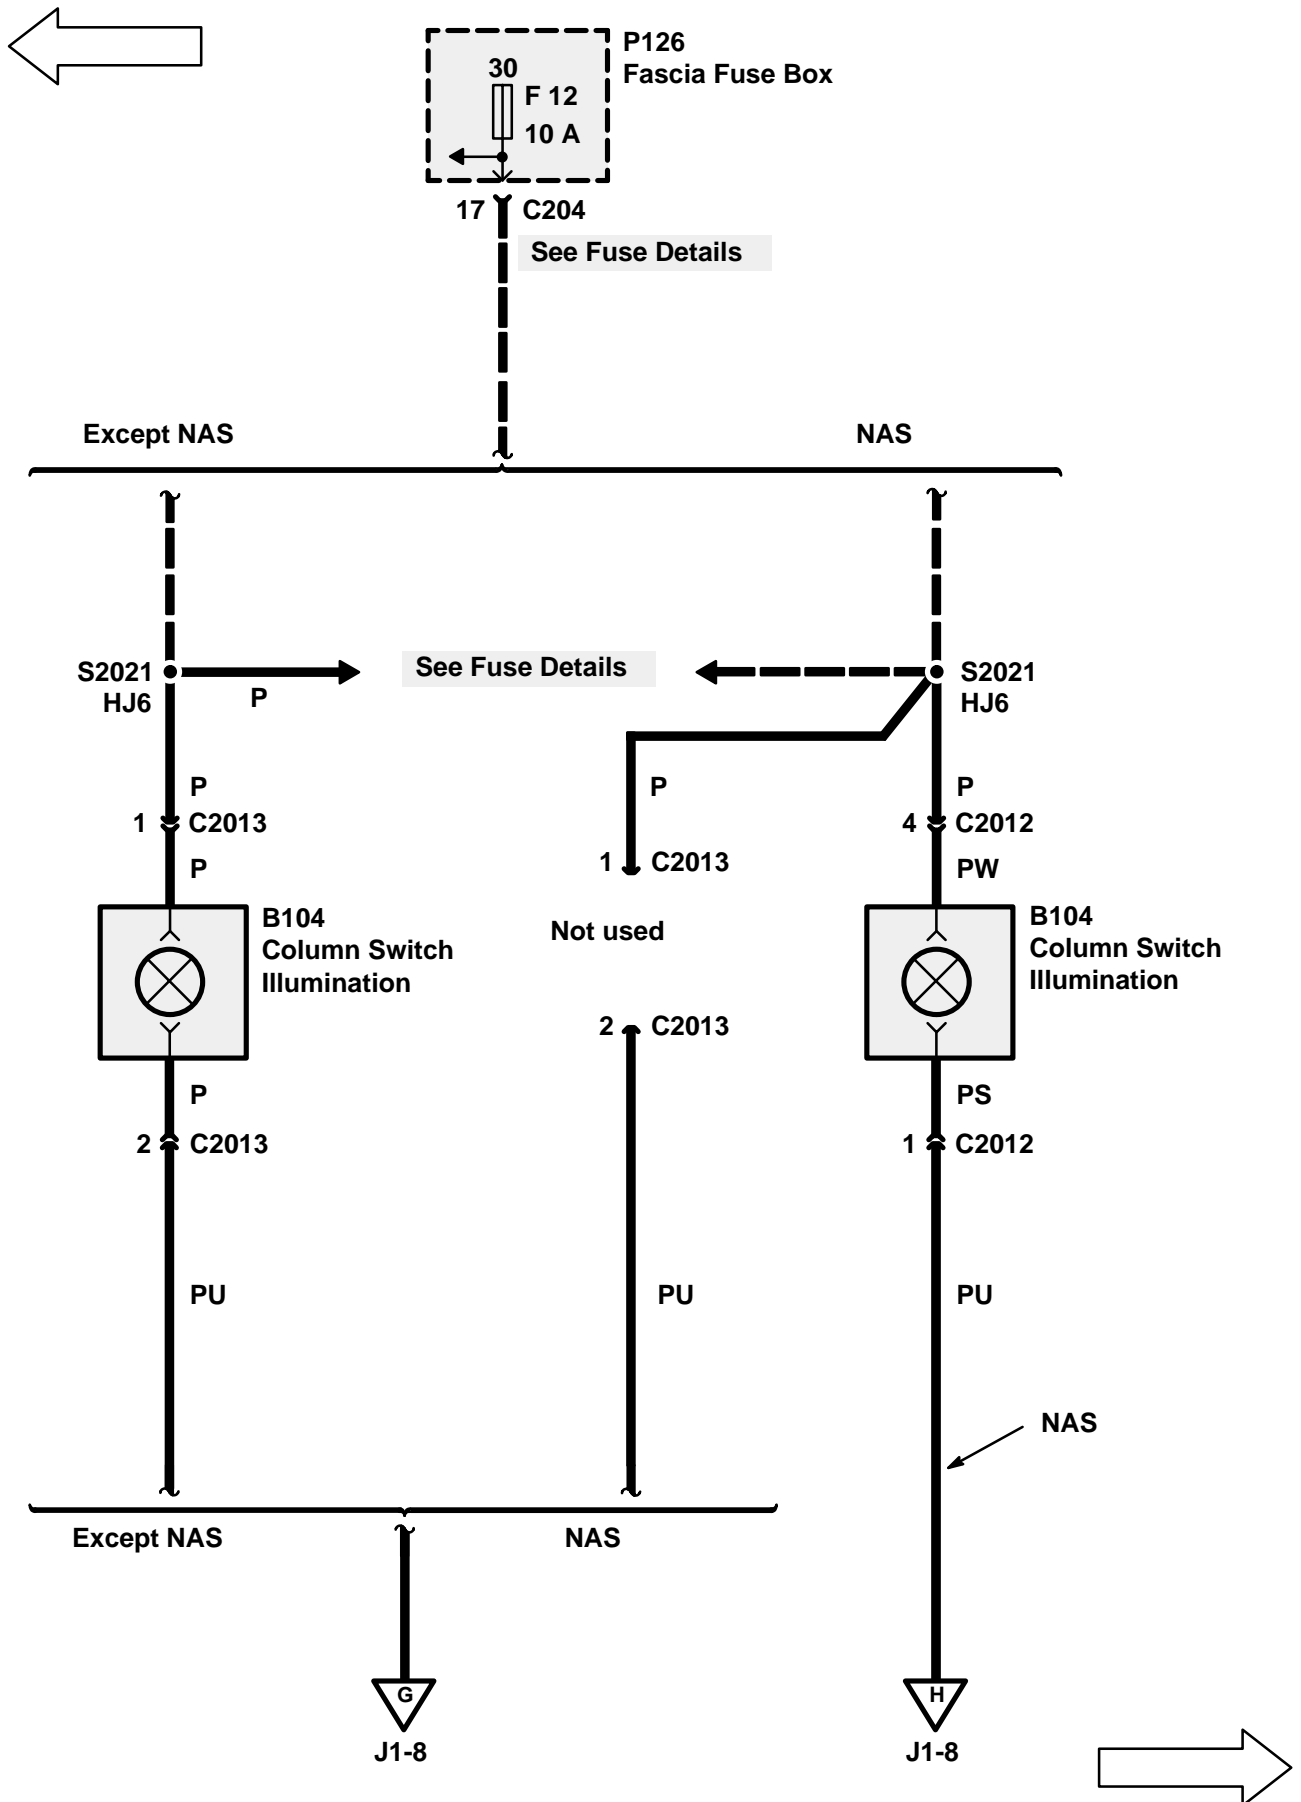 P126
Fascia Fuse Box
30
F 12
10 A
17 C204
See Fuse Details
Except NAS
NAS
S2021
HJ6
P
See Fuse Details
S2021
HJ6
P
P
P
1 C2013
4 C2012
P
1 C2013
PW
B104
Column Switch
Illumination
Not used
B104
Column Switch
Illumination
2 C2013
P
PS
2 C2013
1 C2012
PU
PU
PU
NAS
Except NAS
NAS
G
H
J1-8
J1-8